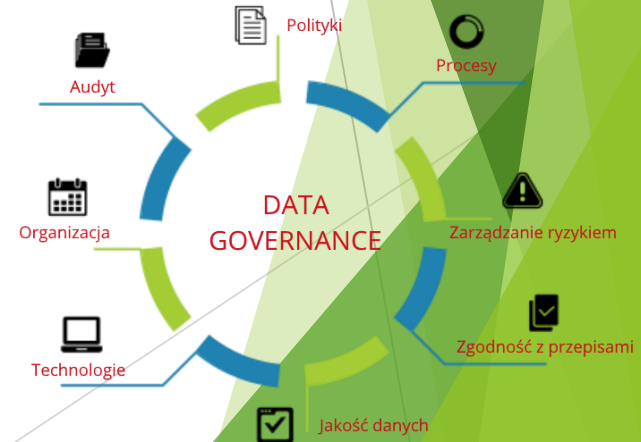 Polityki
Procesy
Audyt
DATA
GOVERNANCE
Organizacja
Zarządzanie ryzykiem
Zgodność z przepisami
Technologie
Jakość danych